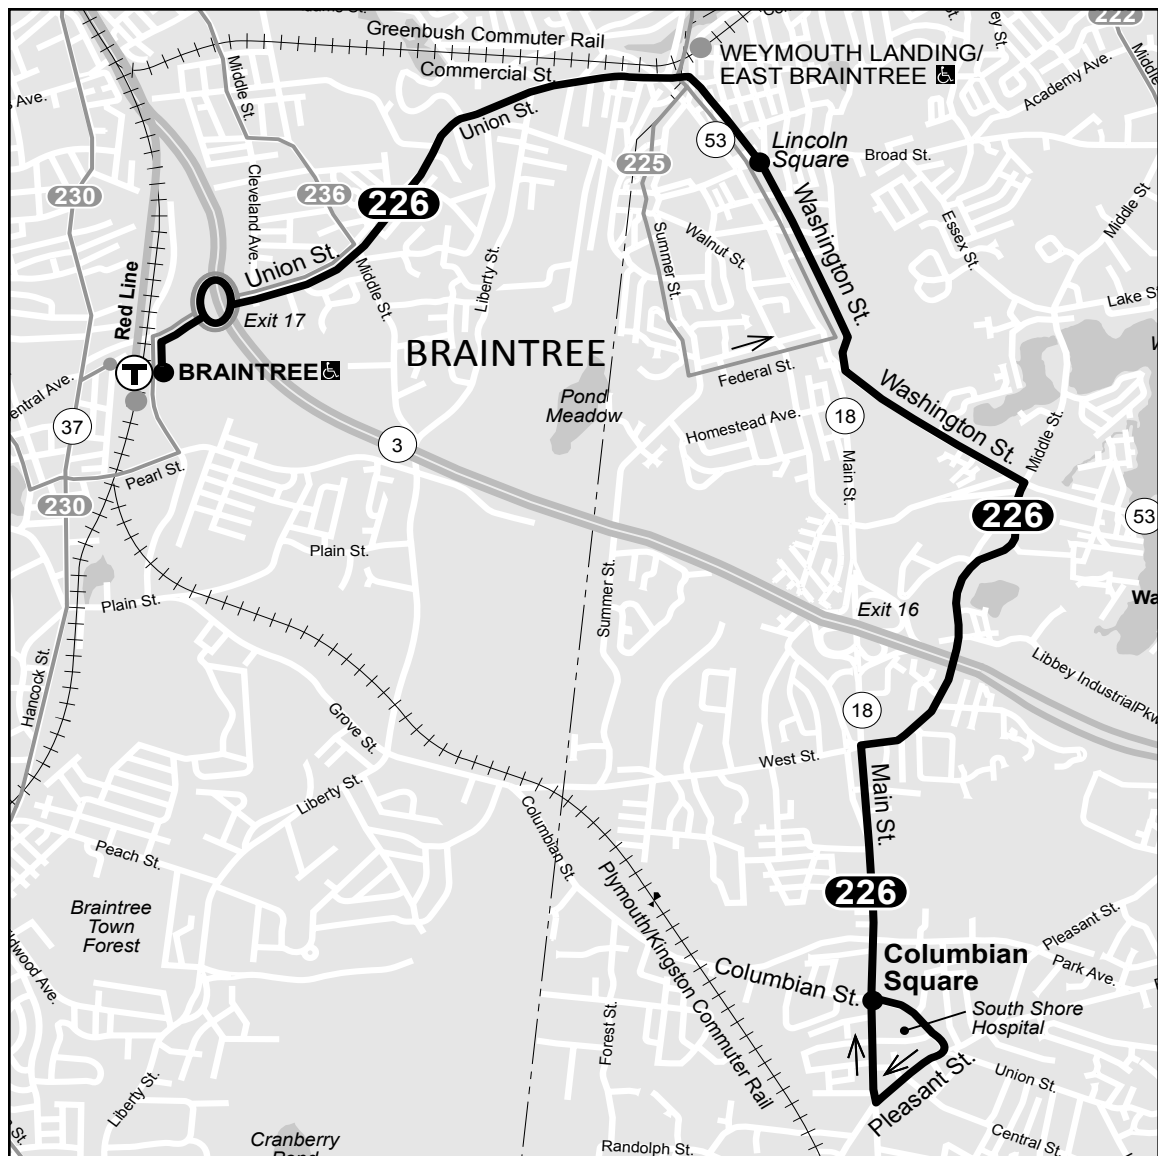 Greenbush Commuter Rail
222
WEYMOUTH LANDING/
EAST BRAINTREE
Commercial St.
Middle St.
Academy Ave.
Union St.
53
Lincoln
Square
Broad St.
225
230
236
226
Cleveland Ave.
Washington St.
Middle St
Essex St.
Walnut St.
Summer St.
Union St.
Middle St.
Liberty St.
Lake St
Red Line
Exit 17
BRAINTREE
T
BRAINTREE
Federal St.
Washington St.
Pond
Meadow
Homestead Ave.
18
37
3
Main St.
Middle St.
Pearl St.
230
226
53
Plain St.
Summer St.
Plain St.
Exit 16
Wa
Hancock St.
Libbey IndustrialPkw
Grove St.
18
West St.
Liberty St.
Main St.
Columbian St.
Peach St.
226
Plymouth/Kingston Commuter Rail
Braintree
Town
Forest
Pleasant St.
Columbian
Square
Park Ave.
Columbian St.
South Shore
Hospital
Forest St.
Pleasant St.
Union St.
Liberty St.
Central St.
Cranberry
Randolph St.